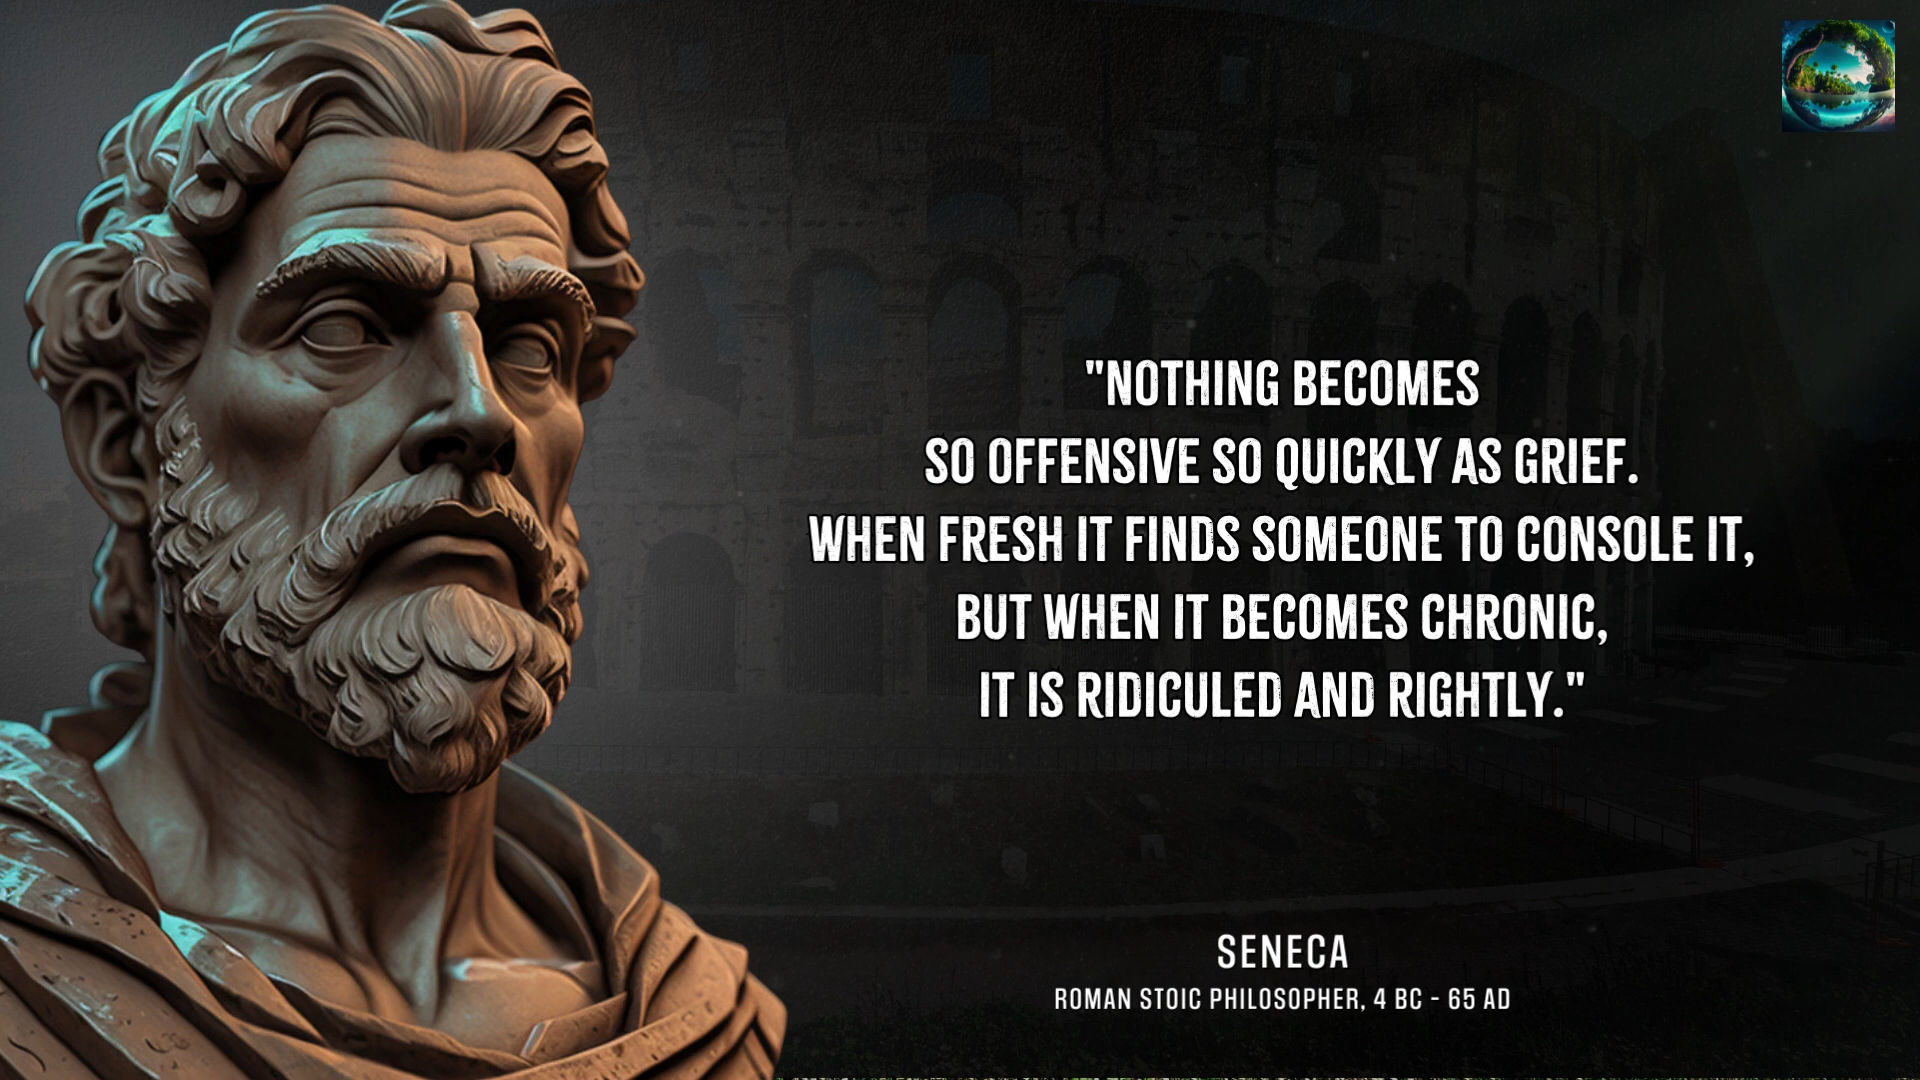 "NOTHING BECOMES
SO OFFENSIVE SO QUICKLY AS GRIEF.
WHEN FRESH IT FINDS SOMEONE TO CONSOLE IT,
BUT WHEN IT BECOMES CHRONIC,
IT IS RIDICULED AND RIGHTLY."
SENECA
ROMAN STOIC PHILOSOPHER, 4 BC - 65 AD